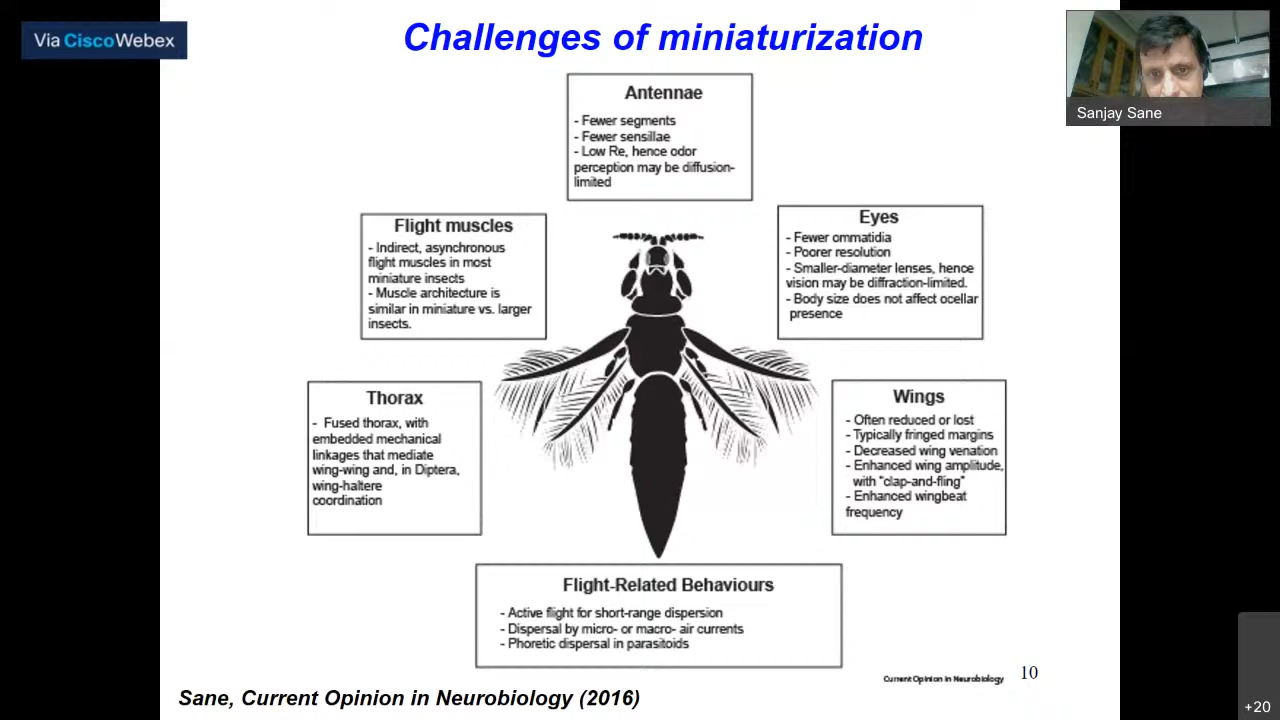 Via Cisco Webex
Challenges of miniaturization
Sanjay Sane
Antennae
- Fewer segments
- Fewer sensillae
- Low Re, hence odor
perception may be diffusion-
limited
Flight muscles
- Indirect, asynchronous
flight muscles in most
miniature insects
- Muscle architecture is
similar in miniature vs. larger
insects.
Eyes
- Fewer ommatidia
- Poorer resolution
- Smaller-diameter lenses, hence
vision may be diffraction-limited.
- Body size does not affect ocellar
presence
Thorax
- Fused thorax, with
embedded mechanical
linkages that mediate
wing-wing and, in Diptera,
wing-haltere
coordination
Wings
- Often reduced or lost
- Typically fringed margins
- Decreased wing venation
- Enhanced wing amplitude,
with "clap-and-fling"
- Enhanced wingbeat
frequency
Flight-Related Behaviours
- Active flight for short-range dispersion
- Dispersal by micro- or macro- air currents
- Phoretic dispersal in parasitoids
Current Opinion in Neurobiology
10
Sane, Current Opinion in Neurobiology (2016)
+20